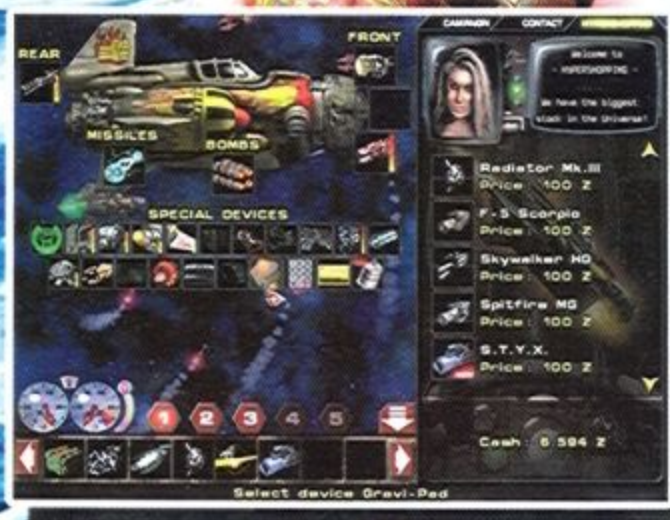 CAMPAIGN CONTACT HYPERSHOPPING
REAR
FRONT
Welcome to
- HYPERSHOPPING -
We have the biggest
stock in the Universe!
MISSILES
BOMBS
SPECIAL DEVICES
Radiator Mk.III
Price: 100 Z
F-5 Scorpio
Price: 100 Z
Skywalker HD
Price: 100 Z
Spitfire MG
Price: 100 Z
S.T.Y.X.
Price: 100 Z
1 2 3 4 5
Cash: 6 594 Z
Select device Gravi-Pad